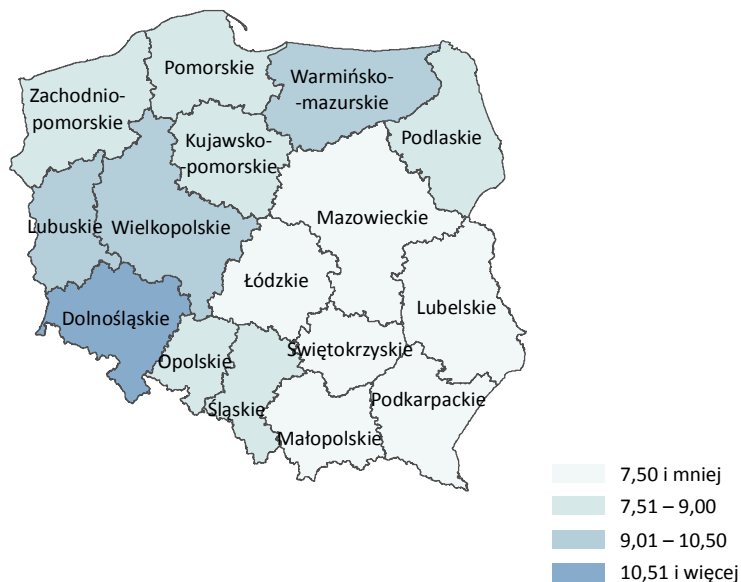 Pomorskie
Warmińsko-
-mazurskie
Zachodnio-
pomorskie
Podlaskie
Kujawsko-
-pomorskie
Mazowieckie
Lubuskie
Wielkopolskie
Łódzkie
Lubelskie
Dolnośląskie
Świętokrzyskie
Opolskie
Podkarpackie
Śląskie
Małopolskie
7,50 i mniej
7,51 – 9,00
9,01 – 10,50
10,51 i więcej